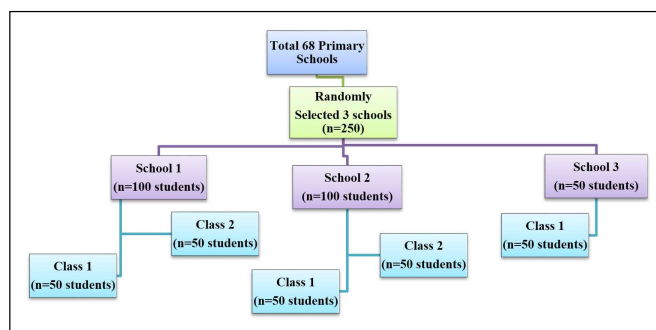 Total 68 Primary
Schools
Randomly
Selected 3 schools
(n=250)
School 1
(n=100 students)
School 2
(n=100 students)
School 3
(n=50 students)
Class 2
(n=50 students)
Class 1
(n=50 students)
Class 2
(n=50 students)
Class 1
(n=50 students)
Class 1
(n=50 students)